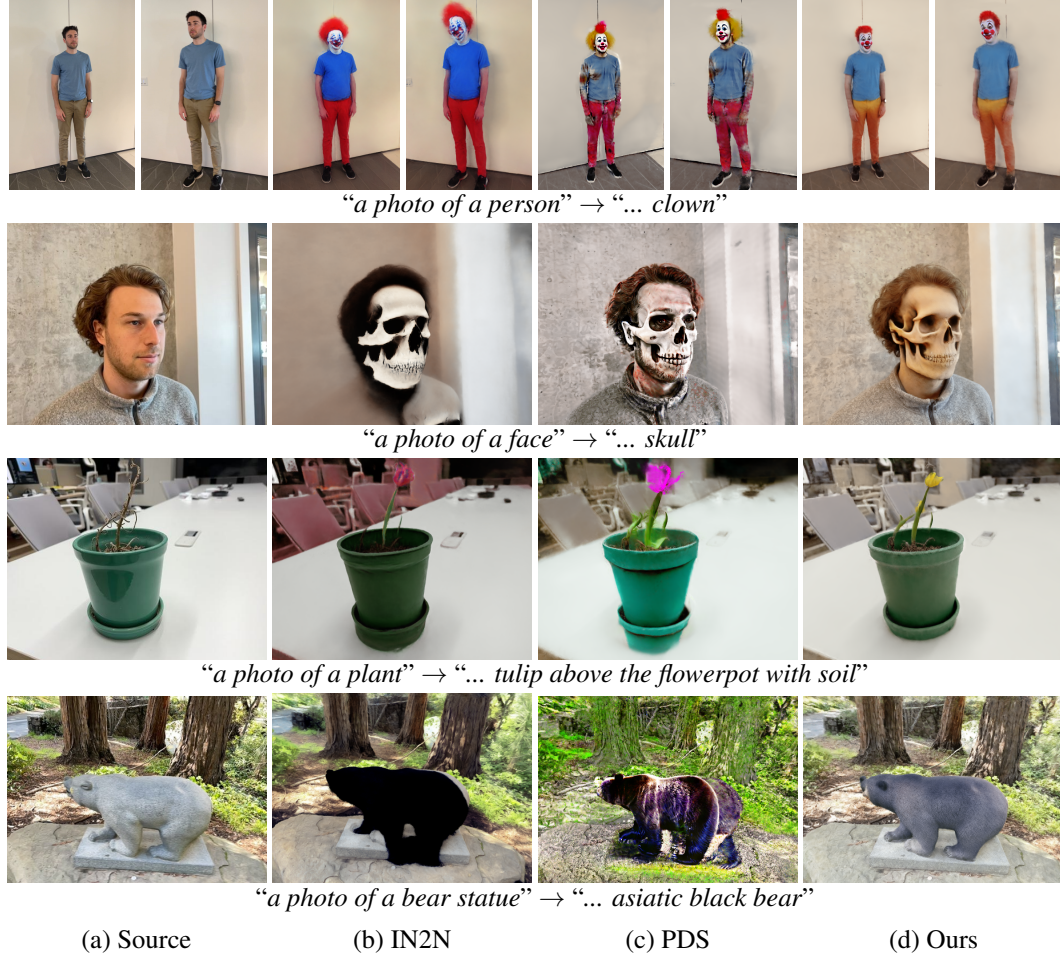 “a photo of a person” → “... clown”
“a photo of a face” → “... skull”
“a photo of a plant” → “... tulip above the flowerpot with soil”
“a photo of a bear statue” → “... asiatic black bear”
(a) Source (b) IN2N (c) PDS (d) Ours